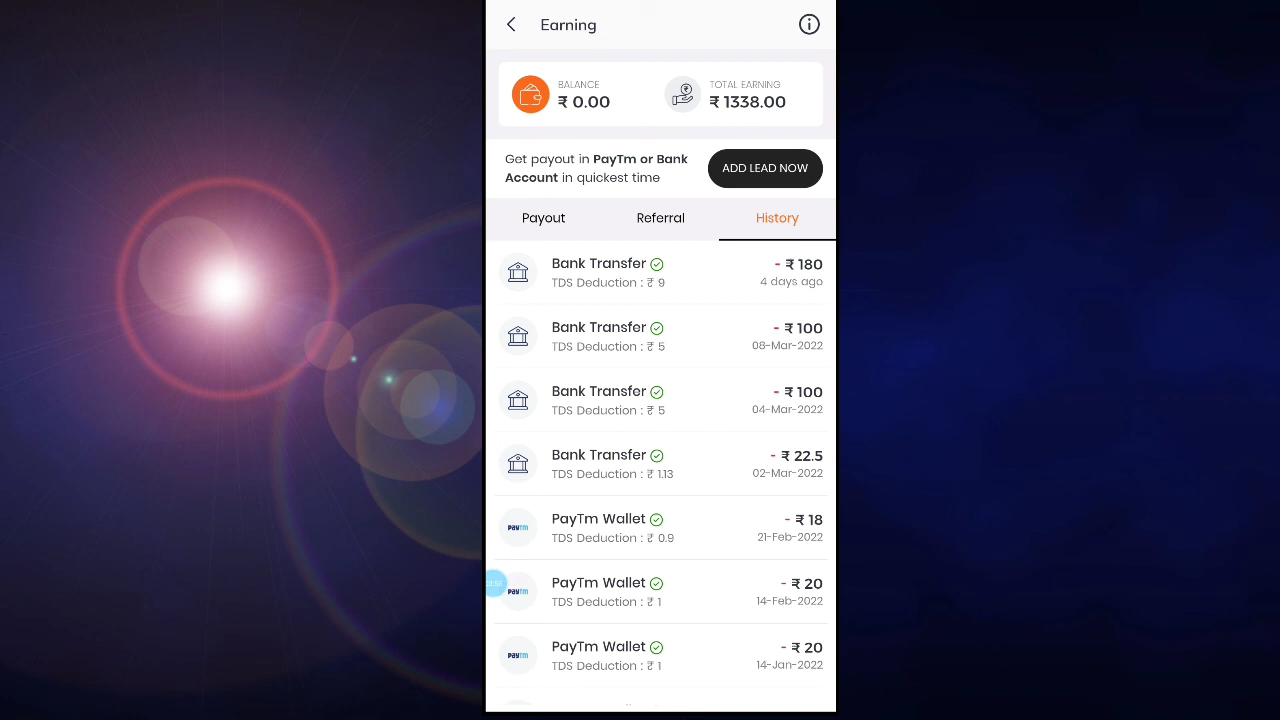 Earning
BALANCE
₹ 0.00
TOTAL EARNING
₹ 1338.00
Get payout in PayTm or Bank
Account in quickest time
ADD LEAD NOW
Payout
Referral
History
Bank Transfer
- ₹ 180
TDS Deduction : ₹ 9
4 days ago
Bank Transfer
- ₹ 100
TDS Deduction : ₹ 5
08-Mar-2022
Bank Transfer
- ₹ 100
TDS Deduction : ₹ 5
04-Mar-2022
Bank Transfer
- ₹ 22.5
TDS Deduction : ₹ 1.13
02-Mar-2022
PayTm Wallet
- ₹ 18
paytm
TDS Deduction : ₹ 0.9
21-Feb-2022
PayTm Wallet
- ₹ 20
paytm
TDS Deduction : ₹ 1
14-Feb-2022
PayTm Wallet
- ₹ 20
paytm
TDS Deduction : ₹ 1
14-Jan-2022